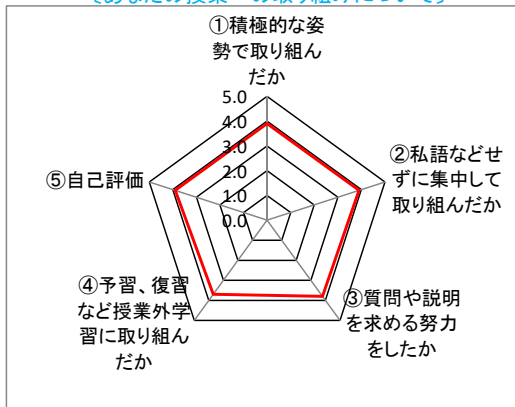 ①積極的な姿
勢で取り組ん
だか
5.0
4.0
3.0
2.0
1.0
0.0
②私語などせ
ずに集中して
取り組んだか
③質問や説明
を求める努力
をしたか
④予習、復習
など授業外学
習に取り組ん
だか
⑤自己評価